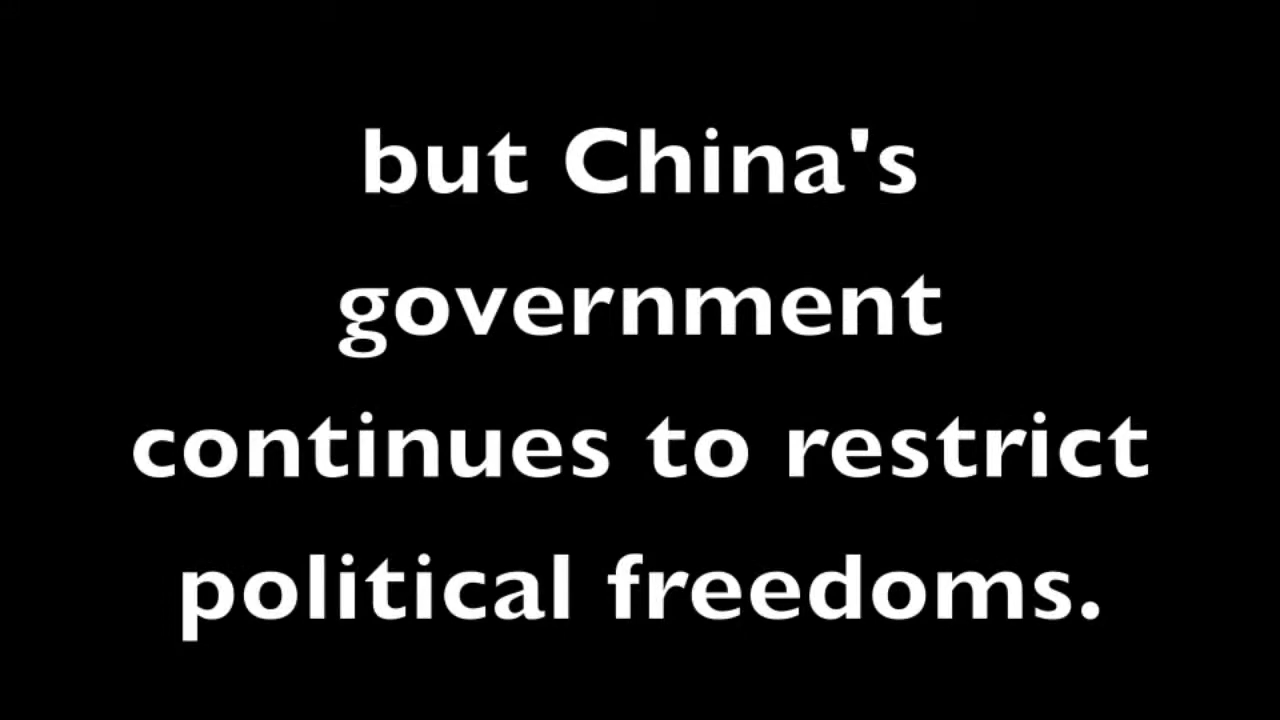 but China's
government
continues to restrict
political freedoms.